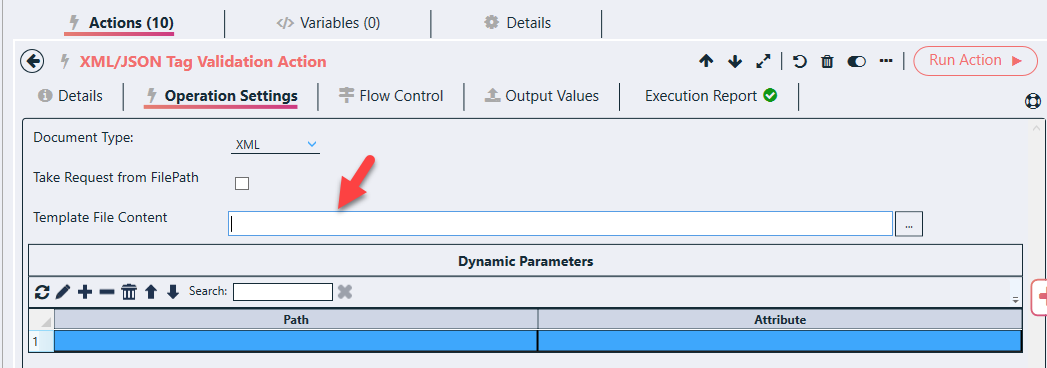 Actions (10) Variables (0) Details
XML/JSON Tag Validation Action Run Action
Details Operation Settings Flow Control Output Values Execution Report
Document Type: XML
Take Request from FilePath
Template File Content ...
Dynamic Parameters
Search:
Path Attribute
1